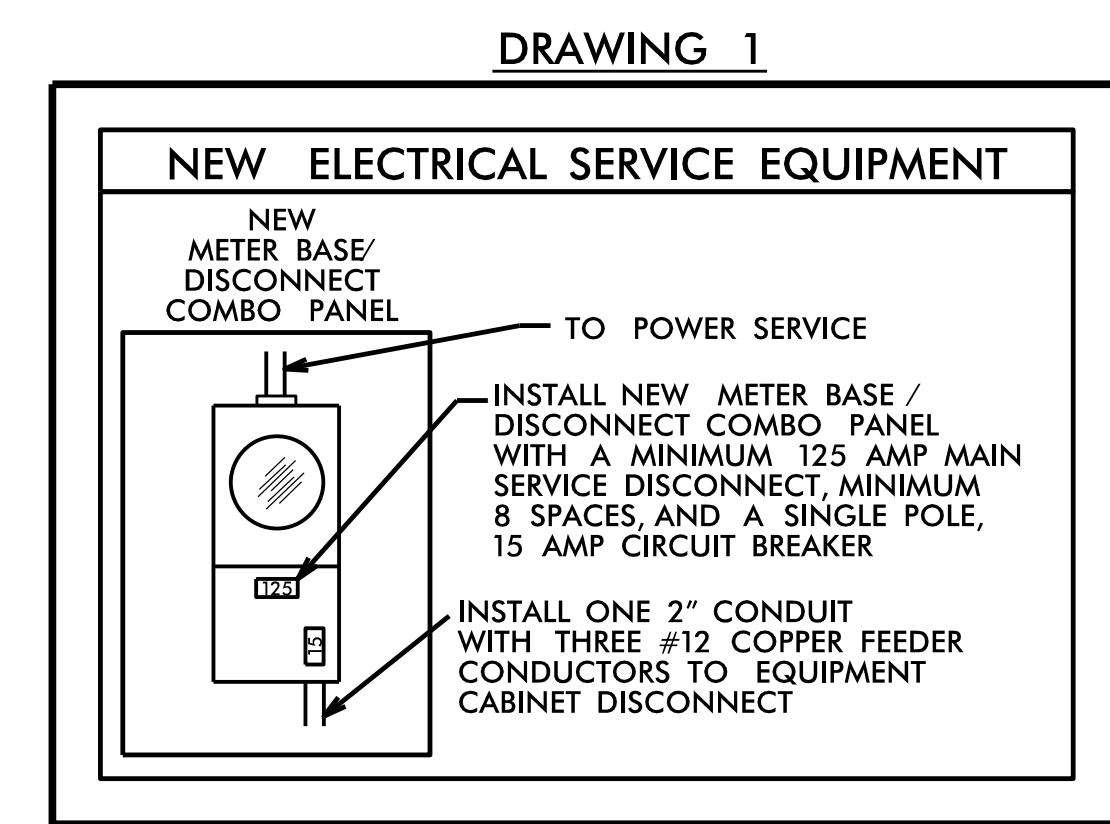 DRAWING 1
NEW ELECTRICAL SERVICE EQUIPMENT
NEW
METER BASE/
DISCONNECT
COMBO PANEL
TO POWER SERVICE
INSTALL NEW METER BASE /
DISCONNECT COMBO PANEL
WITH A MINIMUM 125 AMP MAIN
SERVICE DISCONNECT, MINIMUM
8 SPACES, AND A SINGLE POLE,
15 AMP CIRCUIT BREAKER
125
15
INSTALL ONE 2" CONDUIT
WITH THREE #12 COPPER FEEDER
CONDUCTORS TO EQUIPMENT
CABINET DISCONNECT